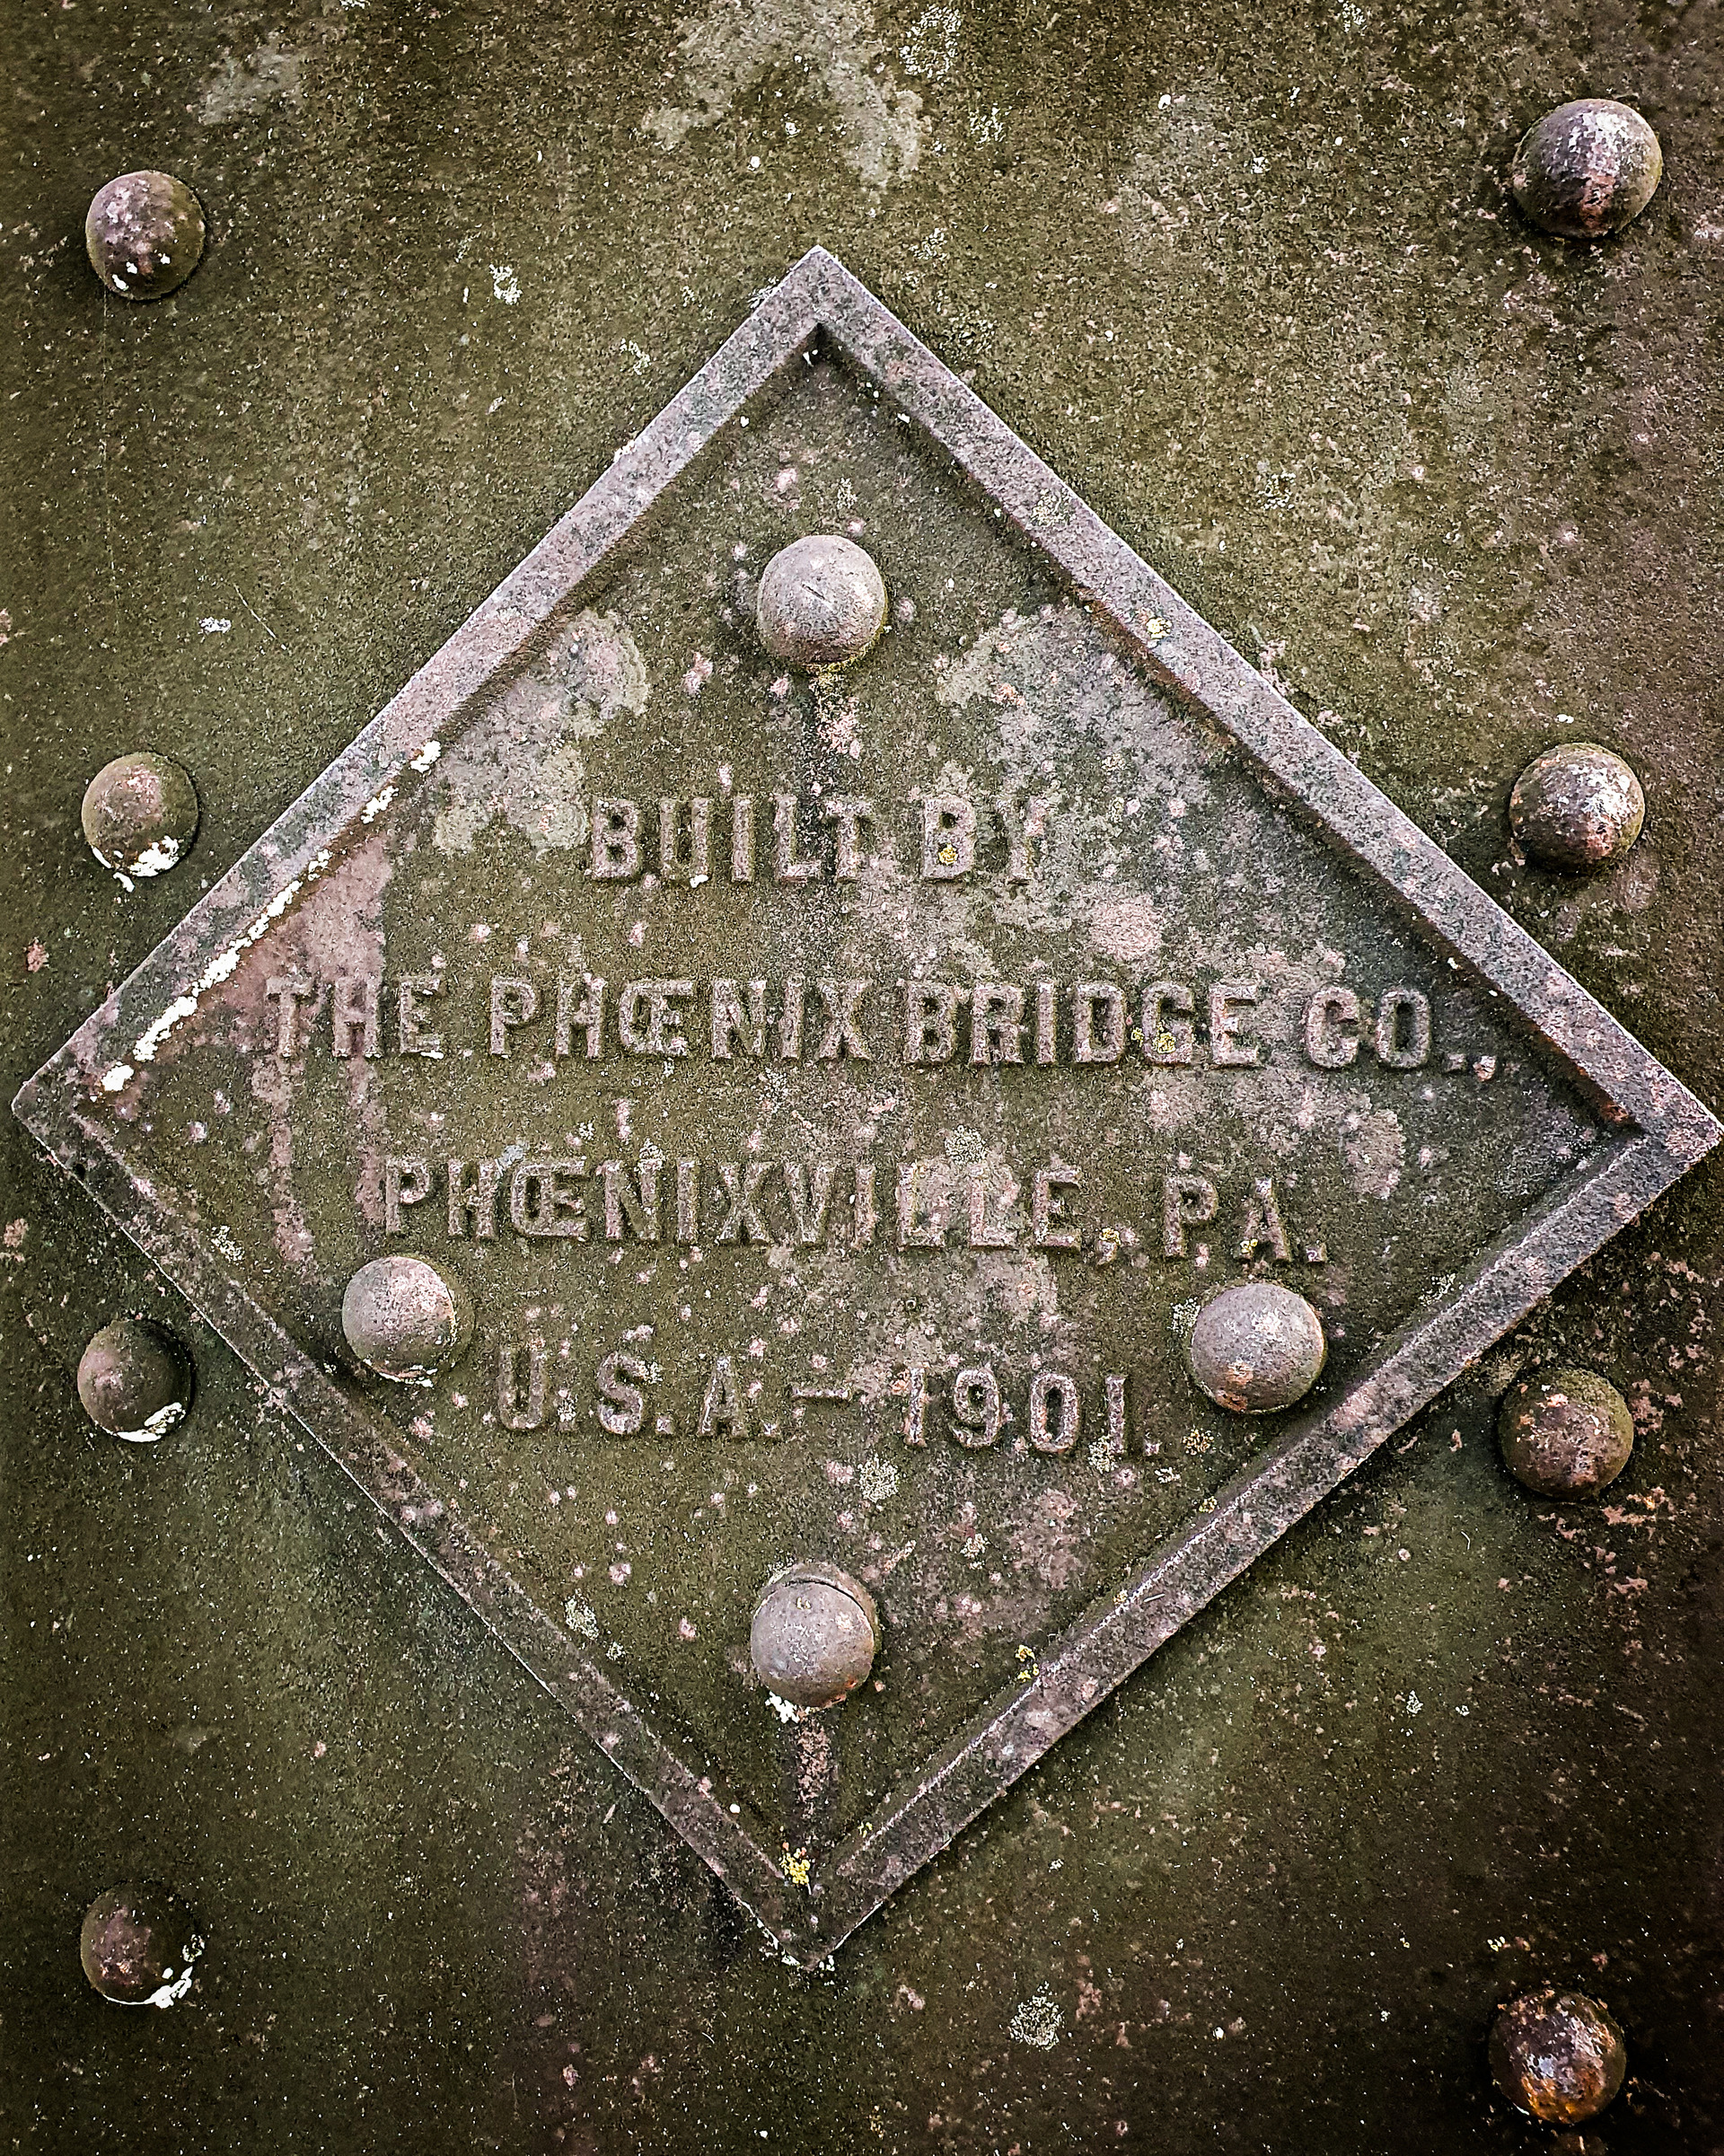 BUILT BY
THE PHŒNIX BRIDGE CO.,
PHŒNIXVILLE, PA.
U.S.A.—1901.